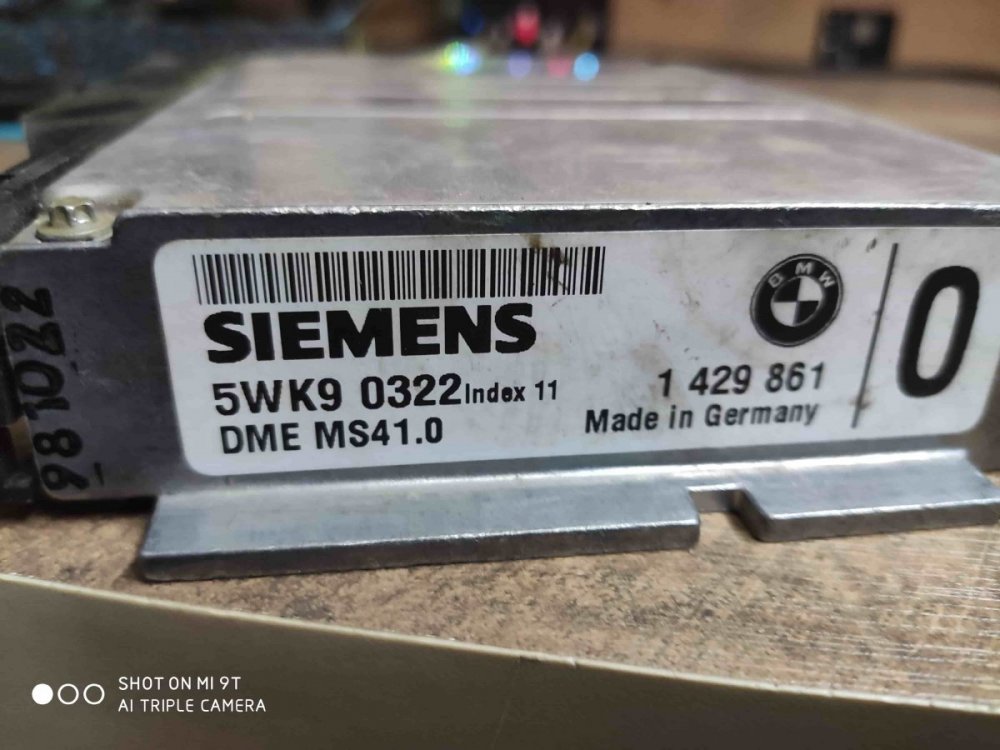 SIEMENS
5WK9 0322 Index 11
DME MS41.0
BMW
1 429 861
Made in Germany
0
981022
SHOT ON MI 9T
AI TRIPLE CAMERA